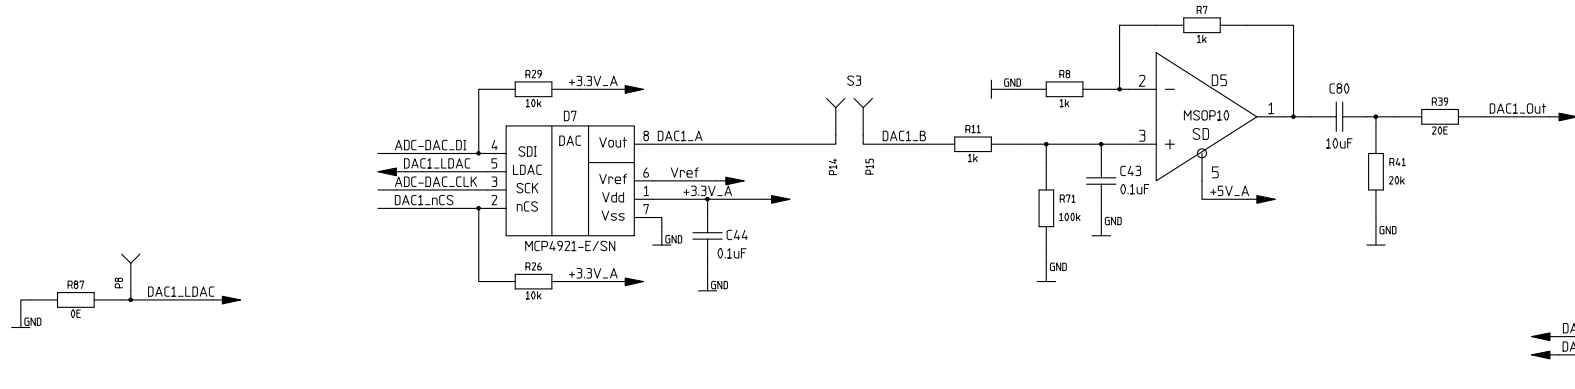 R7
1k
R29
+3.3V_A
10k
S3
GND
R8
1k
2
D5
MSOP10
SD
1
C80
10uF
R39
20E
DAC1_Out
D7
ADC-DAC_DI
4
SDI
DAC
Vout
8
DAC1_A
P14
P15
DAC1_B
R11
1k
3
DAC1_LDAC
5
LDAC
Vref
6
Vref
ADC-DAC_CLK
3
SCK
Vdd
1
+3.3V_A
DAC1_nCS
2
nCS
Vss
7
GND
MCP4921-E/SN
C44
0.1uF
GND
R26
+3.3V_A
10k
C43
0.1uF
GND
R71
100k
GND
5
+5V_A
R41
20k
GND
R87
0E
P8
DAC1_LDAC
GND
DA
DA